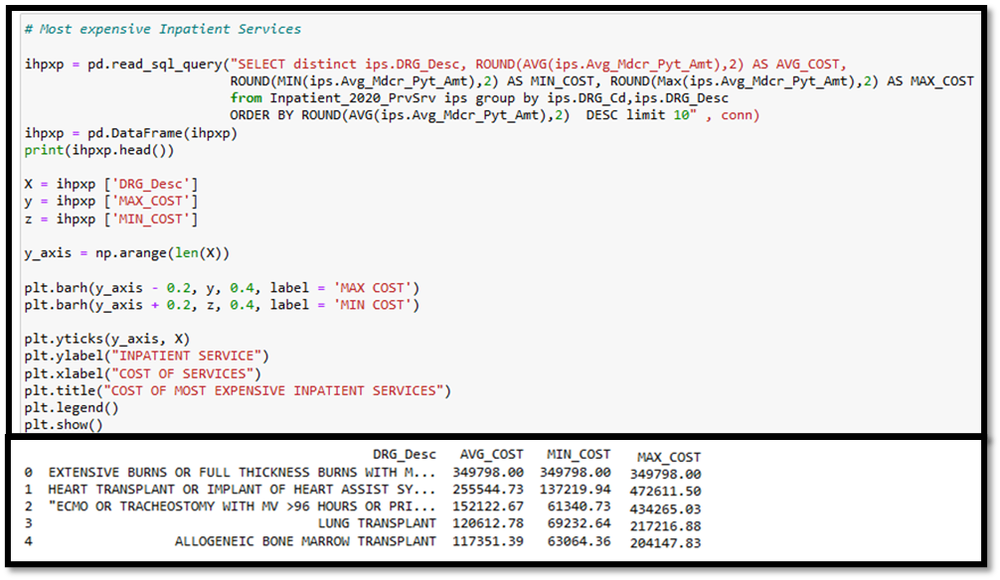 # Most expensive Inpatient Services
ihpxp = pd.read_sql_query("SELECT distinct ips.DRG_Desc, ROUND(AVG(ips.Avg_Mdcr_Pyt_Amt),2) AS AVG_COST,
ROUND(MIN(ips.Avg_Mdcr_Pyt_Amt),2) AS MIN_COST, ROUND(Max(ips.Avg_Mdcr_Pyt_Amt),2) AS MAX_COST
from Inpatient_2020_PrvSrv ips group by ips.DRG_Cd,ips.DRG_Desc
ORDER BY ROUND(AVG(ips.Avg_Mdcr_Pyt_Amt),2)  DESC limit 10" , conn)
ihpxp = pd.DataFrame(ihpxp)
print(ihpxp.head())
X = ihpxp ['DRG_Desc']
y = ihpxp ['MAX_COST']
z = ihpxp ['MIN_COST']
y_axis = np.arange(len(X))
plt.barh(y_axis - 0.2, y, 0.4, label = 'MAX COST')
plt.barh(y_axis + 0.2, z, 0.4, label = 'MIN COST')
plt.yticks(y_axis, X)
plt.ylabel("INPATIENT SERVICE")
plt.xlabel("COST OF SERVICES")
plt.title("COST OF MOST EXPENSIVE INPATIENT SERVICES")
plt.legend()
plt.show()
DRG_Desc AVG_COST MIN_COST MAX_COST
0 EXTENSIVE BURNS OR FULL THICKNESS BURNS WITH M... 349798.00 349798.00 349798.00
1 HEART TRANSPLANT OR IMPLANT OF HEART ASSIST SY... 255544.73 137219.94 472611.50
2 "ECMO OR TRACHEOSTOMY WITH MV >96 HOURS OR PRI... 152122.67 61340.73 434265.03
3 LUNG TRANSPLANT 120612.78 69232.64 217216.88
4 ALLOGENEIC BONE MARROW TRANSPLANT 117351.39 63064.36 204147.83